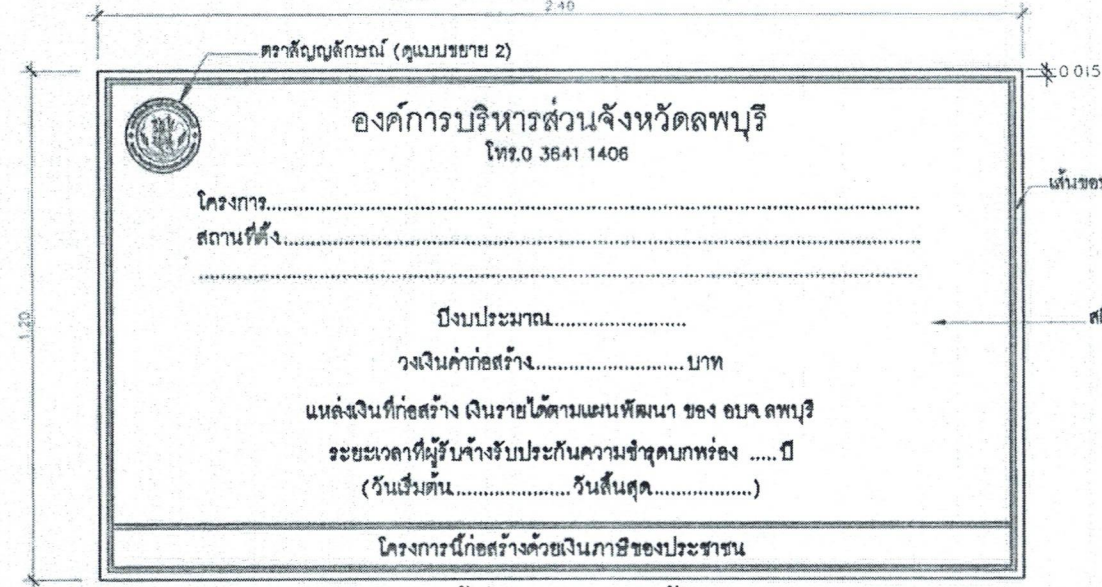 2.40
ตราสัญญลักษณ์ (ดูแบบขยาย 2)
0.015
องค์การบริหารส่วนจังหวัดลพบุรี
โทร.0 3641 1406
เส้นขอบ
โครงการ................................................................
สถานที่ตั้ง................................................................
................................................................
1.20
ปีงบประมาณ........................
วงเงินค่าก่อสร้าง...........................บาท
แหล่งเงินที่ก่อสร้าง เงินรายได้ตามแผนพัฒนา ของ อบจ.ลพบุรี
ระยะเวลาที่ผู้รับจ้างรับประกันความชำรุดบกพร่อง .....ปี
(วันเริ่มต้น.....................วันสิ้นสุด..................)
โครงการนี้ก่อสร้างด้วยเงินภาษีของประชาชน